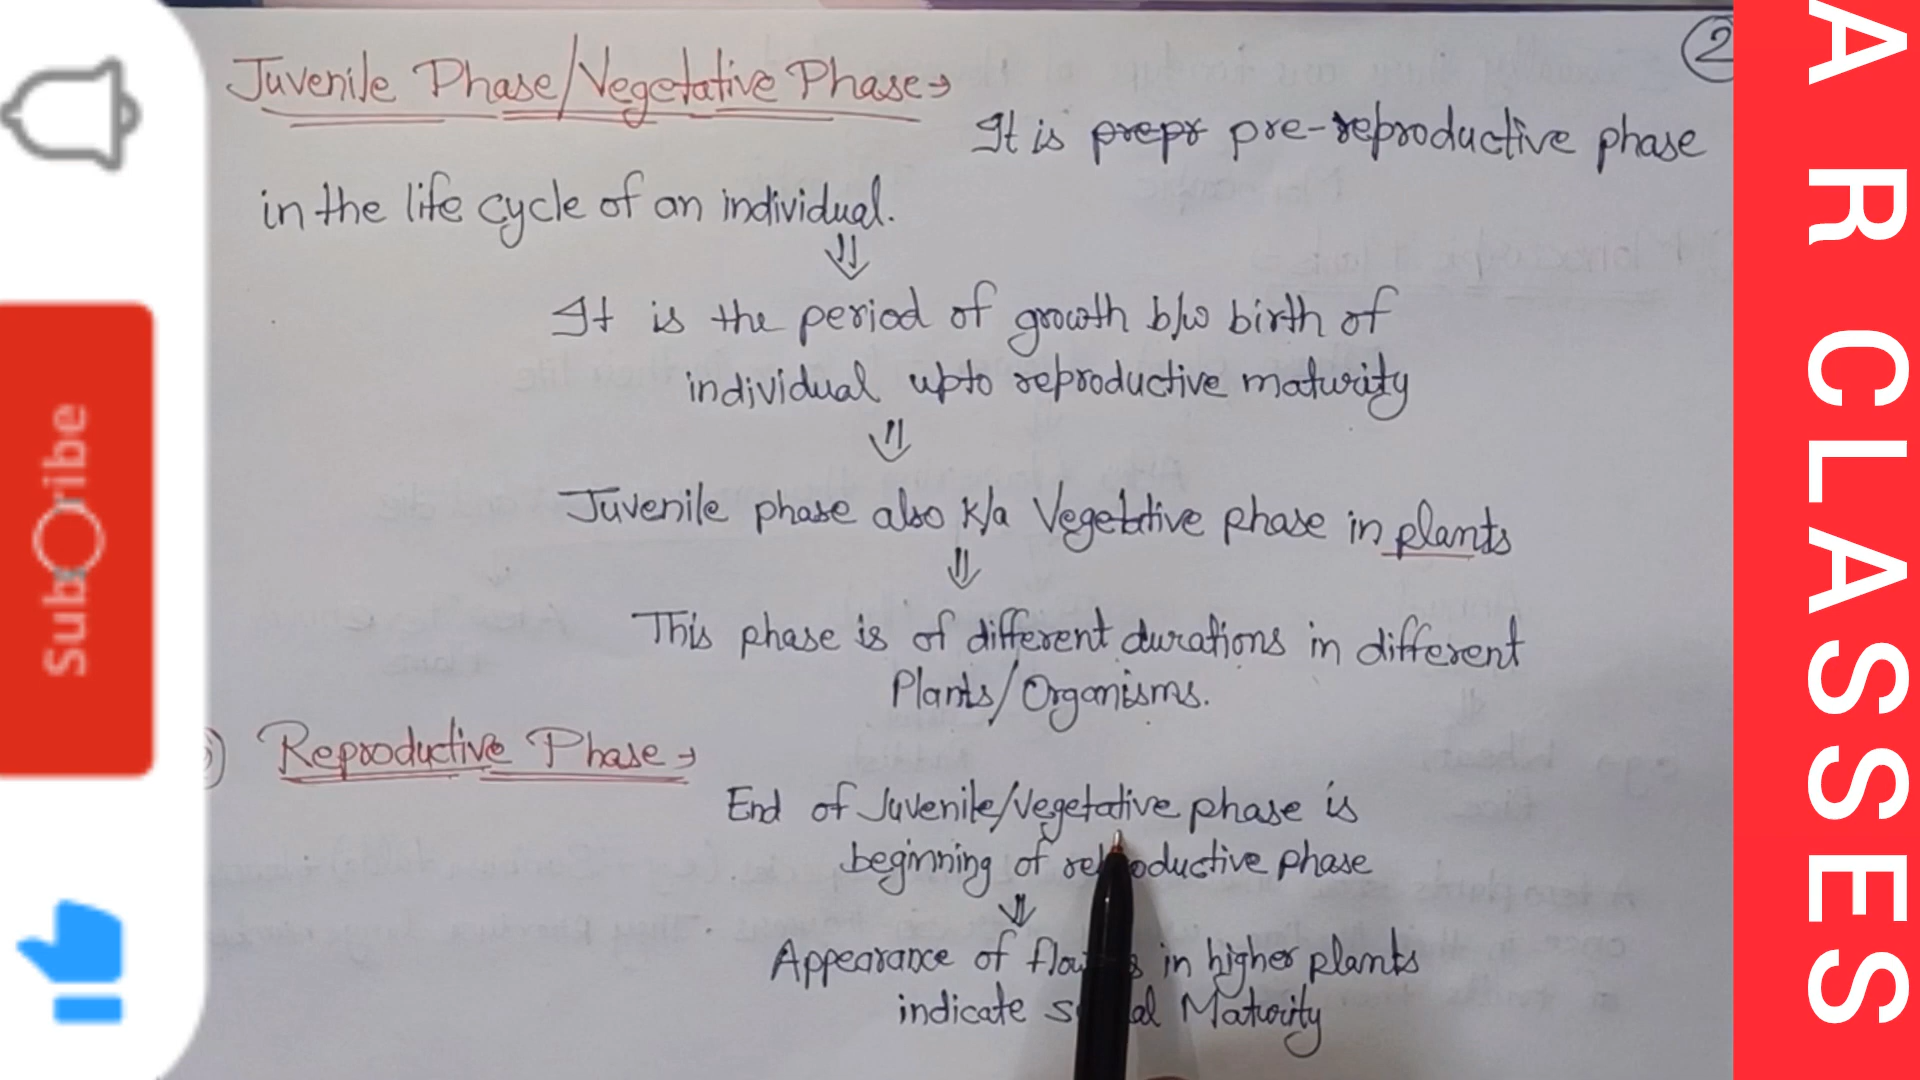 2
Juvenile Phase/Vegetative Phase→
It is prepr pre-reproductive phase
in the life cycle of an individual.
⇓
It is the period of growth b/w birth of
individual upto reproductive maturity
⇓
Juvenile phase also k/a Vegetative phase in plants
⇓
This phase is of different durations in different
Plants/Organisms.
Reproductive Phase→
End of Juvenile/Vegetative phase is
beginning of reproductive phase
⇓
Appearance of in higher plants
indicate Maturity
Subscribe
A R CLASSES